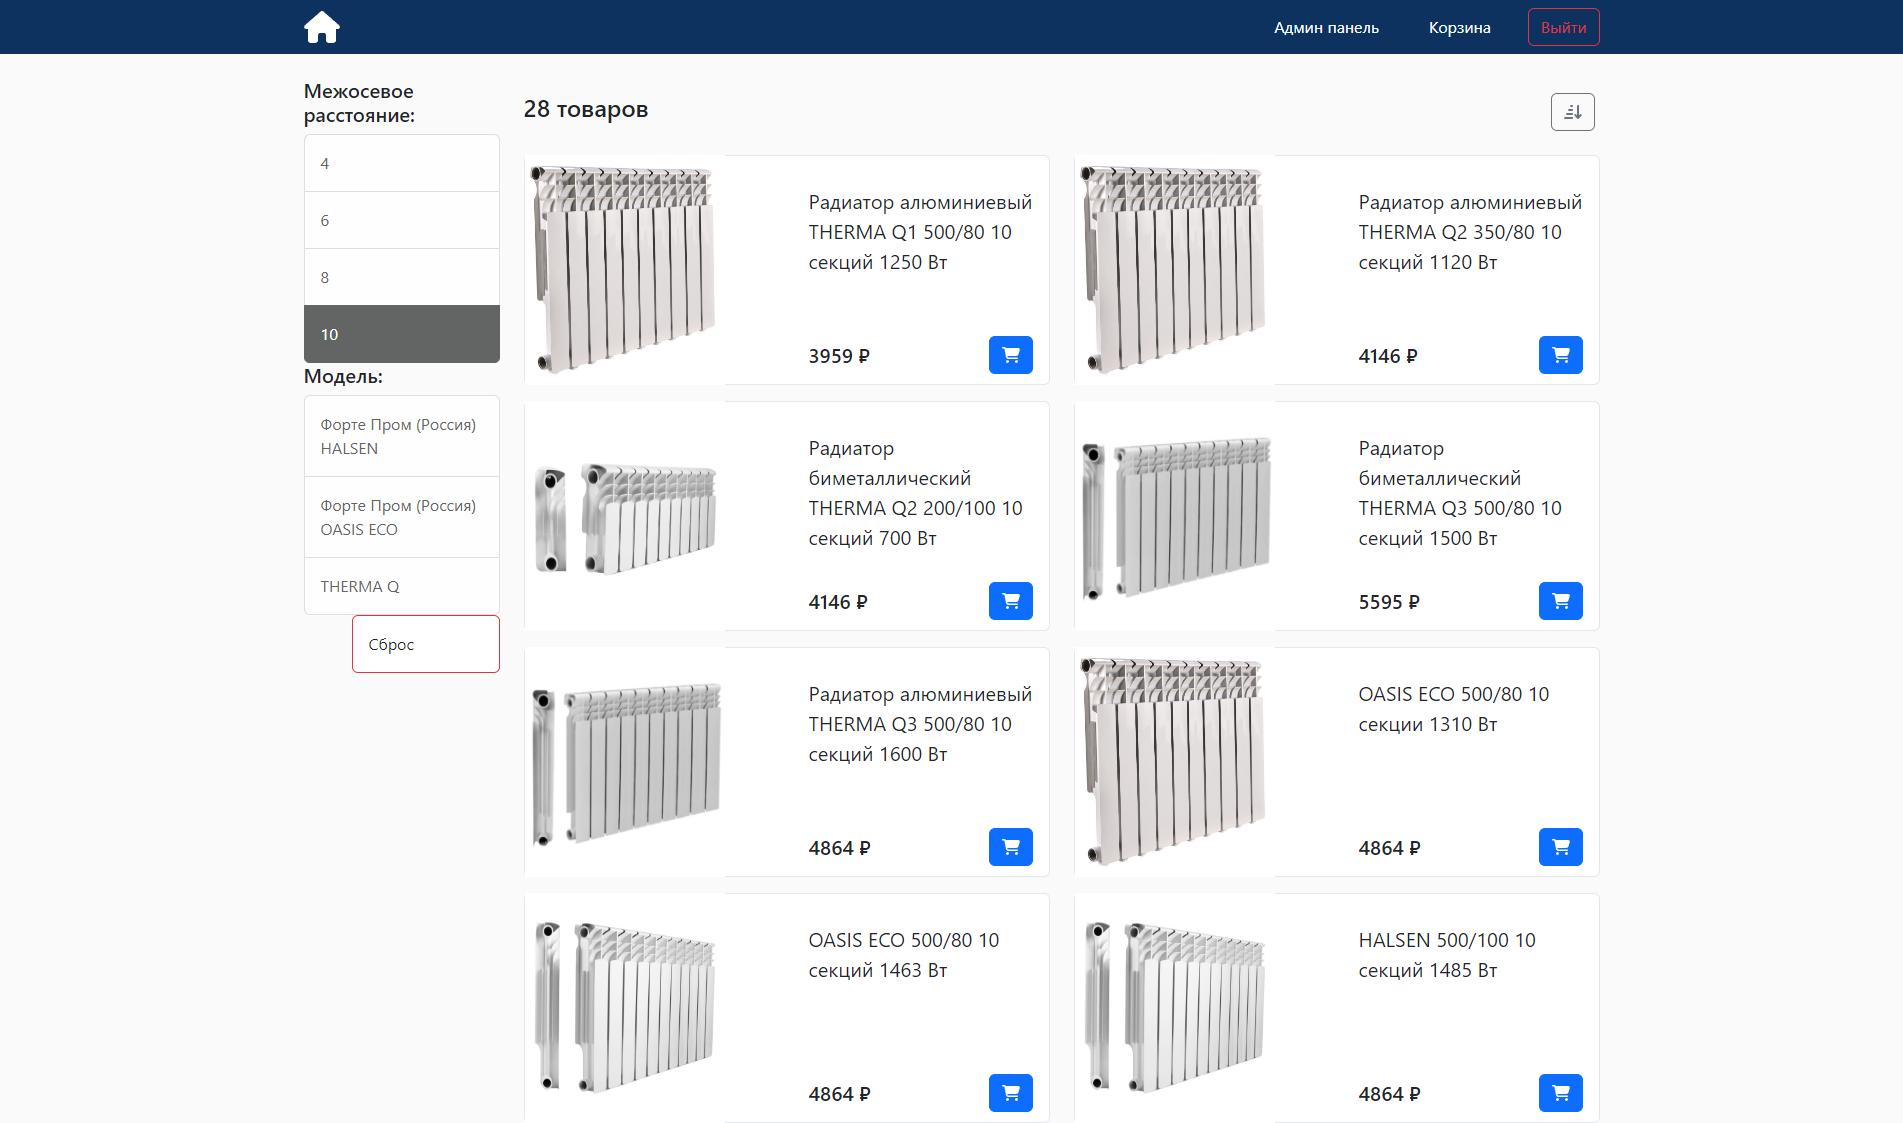 Админ панель
Корзина
Выйти
Межосевое
расстояние:
4
6
8
10
Модель:
Форте Пром (Россия)
HALSEN
Форте Пром (Россия)
OASIS ECO
THERMA Q
Сброс
28 товаров
Радиатор алюминиевый
THERMA Q1 500/80 10
секций 1250 Вт
3959 ₽
Радиатор алюминиевый
THERMA Q2 350/80 10
секций 1120 Вт
4146 ₽
Радиатор
биметаллический
THERMA Q2 200/100 10
секций 700 Вт
4146 ₽
Радиатор
биметаллический
THERMA Q3 500/80 10
секций 1500 Вт
5595 ₽
Радиатор алюминиевый
THERMA Q3 500/80 10
секций 1600 Вт
4864 ₽
OASIS ECO 500/80 10
секции 1310 Вт
4864 ₽
OASIS ECO 500/80 10
секций 1463 Вт
4864 ₽
HALSEN 500/100 10
секций 1485 Вт
4864 ₽